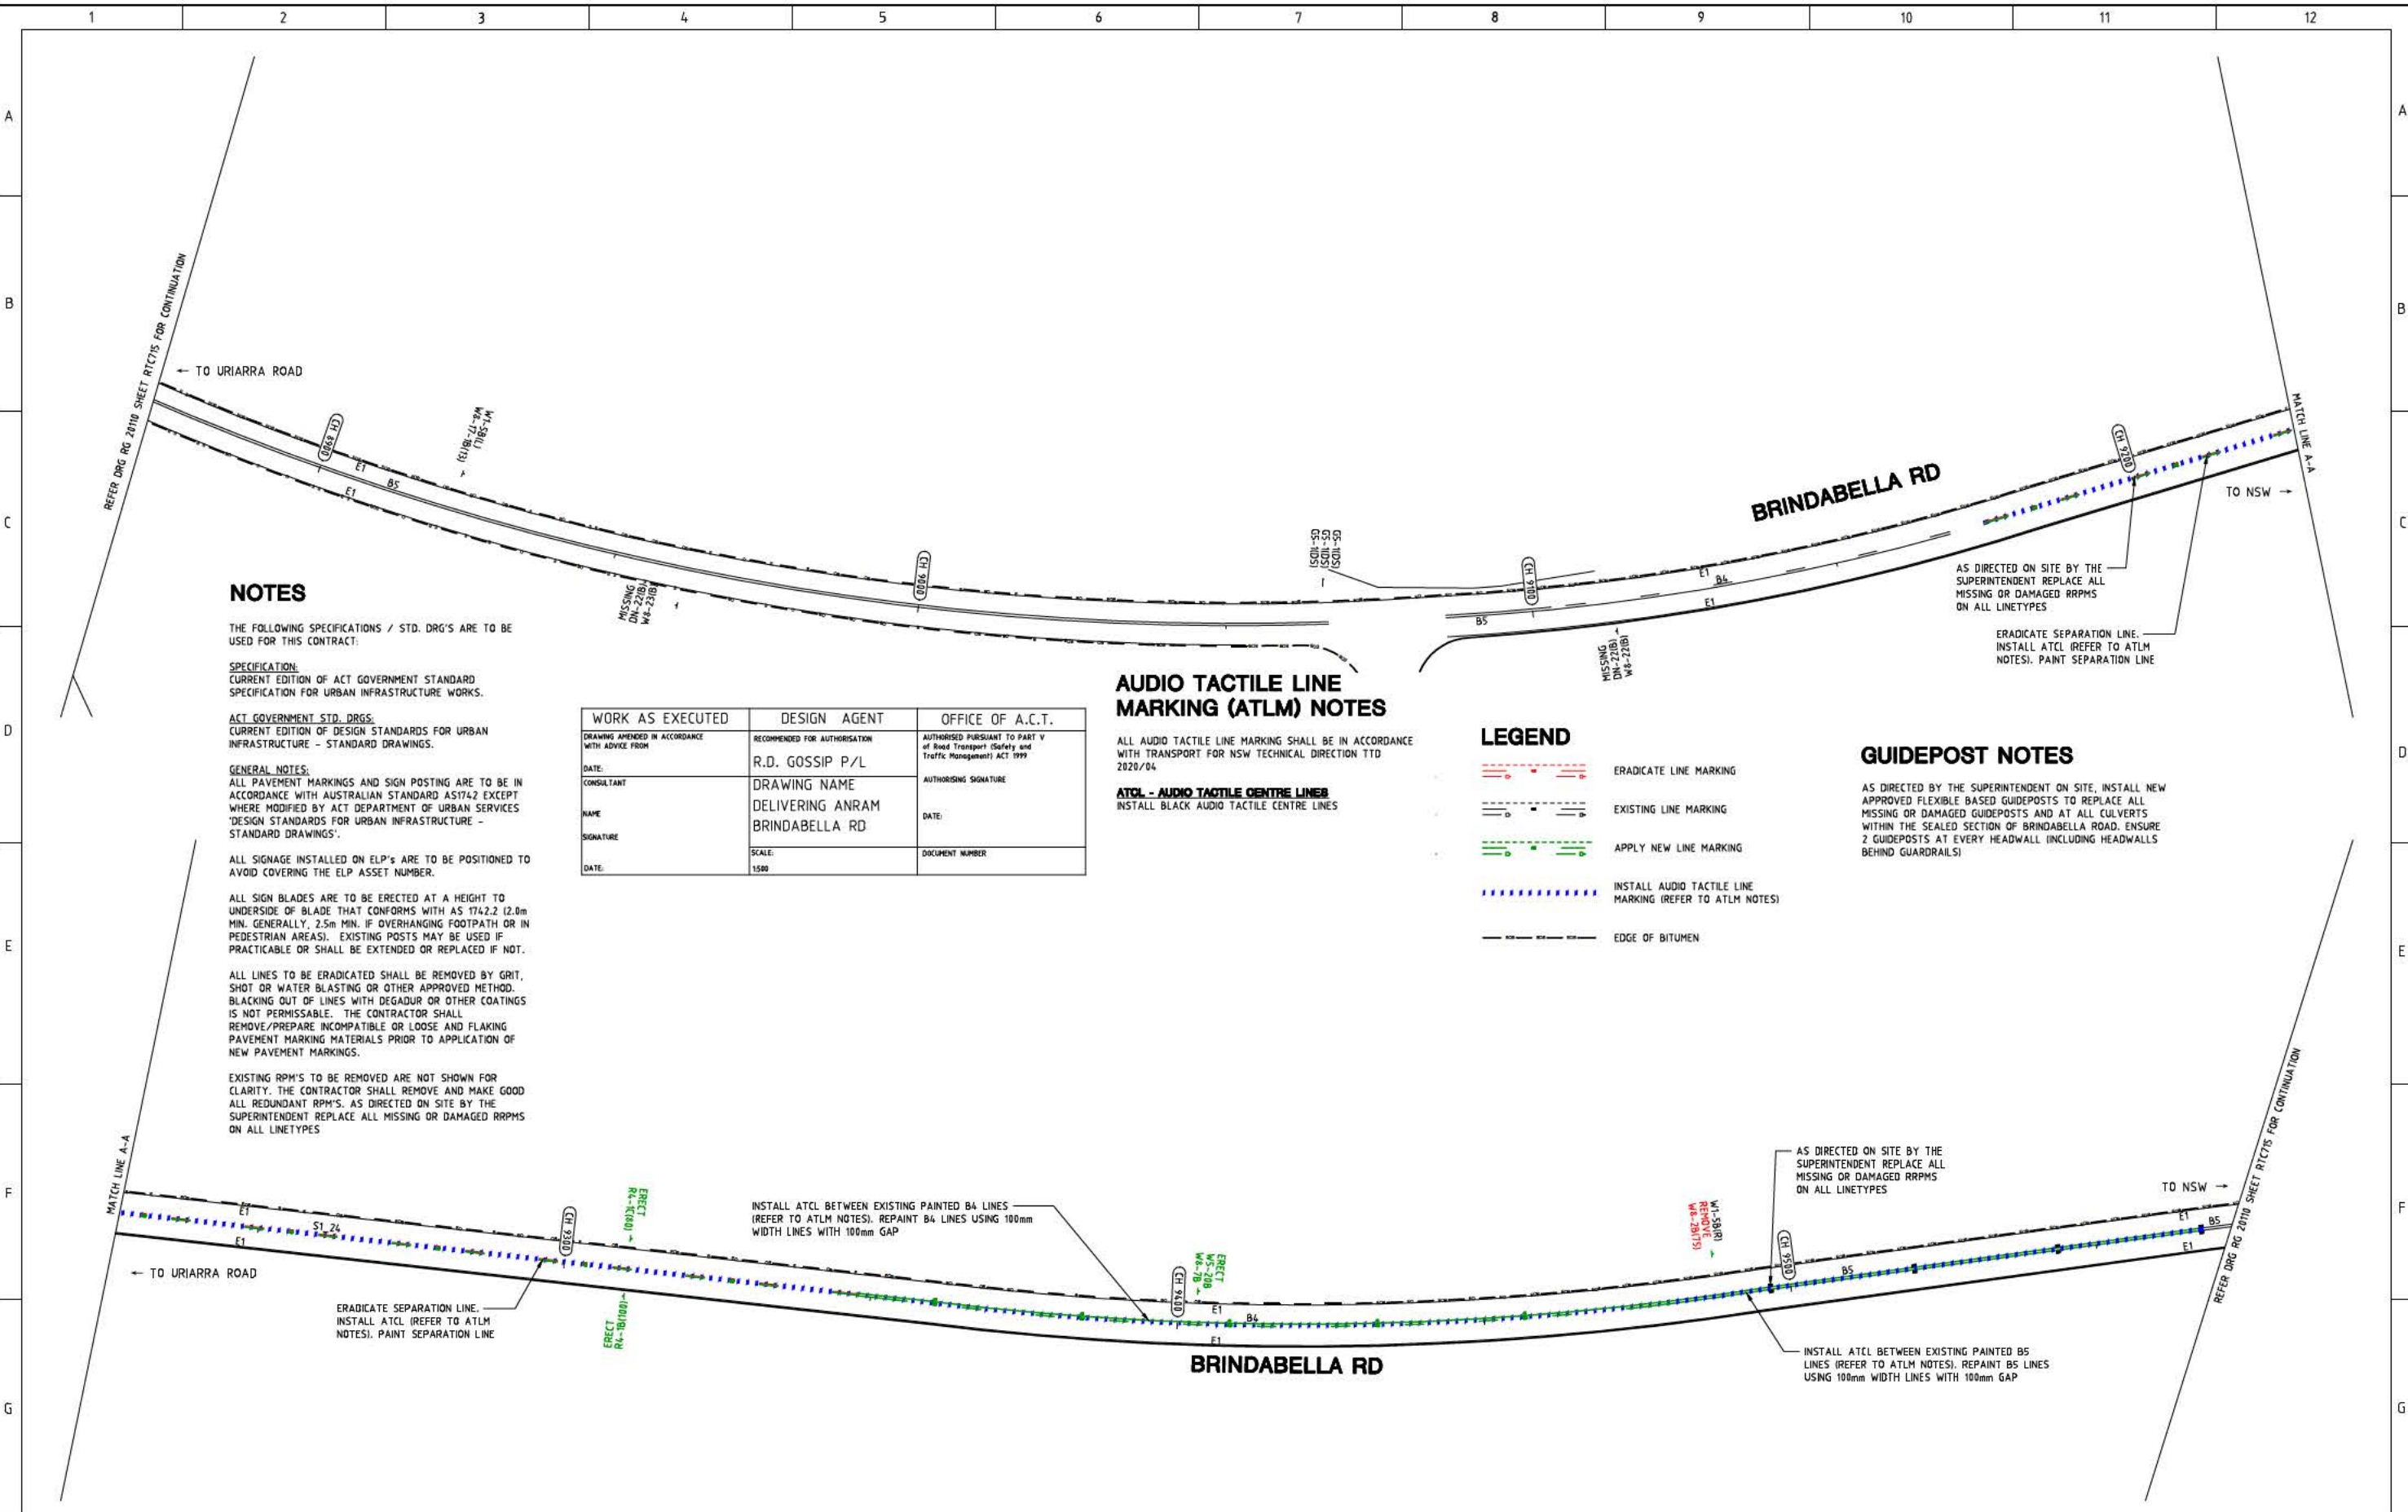 1 2 3 4 5 6 7 8 9 10 11 12
A
B
C
D
E
F
G
A
B
C
D
E
F
G
REFER DRG RG 20110 SHEET RTC715 FOR CONTINUATION
← TO URIARRA ROAD
CH 8900
E1
B5
E1
W1-5B(L)
W8-17-1B(13)
MISSING
DN-22(B)
W8-23(B)
CH 9000
G5-1(DS)
G5-1(DS)
G5-1(DS)
CH 9100
B5
E1
B4
E1
MISSING
DN-22(B)
W8-22(B)
BRINDABELLA RD
CH 9200
MATCH LINE A-A
TO NSW →
AS DIRECTED ON SITE BY THE
SUPERINTENDENT REPLACE ALL
MISSING OR DAMAGED RRPMS
ON ALL LINETYPES
ERADICATE SEPARATION LINE.
INSTALL ATCL (REFER TO ATLM
NOTES). PAINT SEPARATION LINE
NOTES
THE FOLLOWING SPECIFICATIONS / STD. DRG'S ARE TO BE
USED FOR THIS CONTRACT:
SPECIFICATION:
CURRENT EDITION OF ACT GOVERNMENT STANDARD
SPECIFICATION FOR URBAN INFRASTRUCTURE WORKS.
ACT GOVERNMENT STD. DRGS:
CURRENT EDITION OF DESIGN STANDARDS FOR URBAN
INFRASTRUCTURE - STANDARD DRAWINGS.
GENERAL NOTES:
ALL PAVEMENT MARKINGS AND SIGN POSTING ARE TO BE IN
ACCORDANCE WITH AUSTRALIAN STANDARD AS1742 EXCEPT
WHERE MODIFIED BY ACT DEPARTMENT OF URBAN SERVICES
'DESIGN STANDARDS FOR URBAN INFRASTRUCTURE -
STANDARD DRAWINGS'.
ALL SIGNAGE INSTALLED ON ELP's ARE TO BE POSITIONED TO
AVOID COVERING THE ELP ASSET NUMBER.
ALL SIGN BLADES ARE TO BE ERECTED AT A HEIGHT TO
UNDERSIDE OF BLADE THAT CONFORMS WITH AS 1742.2 (2.0m
MIN. GENERALLY, 2.5m MIN. IF OVERHANGING FOOTPATH OR IN
PEDESTRIAN AREAS). EXISTING POSTS MAY BE USED IF
PRACTICABLE OR SHALL BE EXTENDED OR REPLACED IF NOT.
ALL LINES TO BE ERADICATED SHALL BE REMOVED BY GRIT,
SHOT OR WATER BLASTING OR OTHER APPROVED METHOD.
BLACKING OUT OF LINES WITH DEGADUR OR OTHER COATINGS
IS NOT PERMISSABLE. THE CONTRACTOR SHALL
REMOVE/PREPARE INCOMPATIBLE OR LOOSE AND FLAKING
PAVEMENT MARKING MATERIALS PRIOR TO APPLICATION OF
NEW PAVEMENT MARKINGS.
EXISTING RPM'S TO BE REMOVED ARE NOT SHOWN FOR
CLARITY. THE CONTRACTOR SHALL REMOVE AND MAKE GOOD
ALL REDUNDANT RPM'S. AS DIRECTED ON SITE BY THE
SUPERINTENDENT REPLACE ALL MISSING OR DAMAGED RRPMS
ON ALL LINETYPES
WORK AS EXECUTED
DRAWING AMENDED IN ACCORDANCE
WITH ADVICE FROM
DATE:
CONSULTANT
NAME
SIGNATURE
DATE:
DESIGN AGENT
RECOMMENDED FOR AUTHORISATION
R.D. GOSSIP P/L
DRAWING NAME
DELIVERING ANRAM
BRINDABELLA RD
SCALE:
1:500
OFFICE OF A.C.T.
AUTHORISED PURSUANT TO PART V
of Road Transport (Safety and
Traffic Management) ACT 1999
AUTHORISING SIGNATURE
DATE:
DOCUMENT NUMBER
AUDIO TACTILE LINE
MARKING (ATLM) NOTES
ALL AUDIO TACTILE LINE MARKING SHALL BE IN ACCORDANCE
WITH TRANSPORT FOR NSW TECHNICAL DIRECTION TTD
2020/04
ATCL - AUDIO TACTILE CENTRE LINES
INSTALL BLACK AUDIO TACTILE CENTRE LINES
LEGEND
ERADICATE LINE MARKING
EXISTING LINE MARKING
APPLY NEW LINE MARKING
INSTALL AUDIO TACTILE LINE
MARKING (REFER TO ATLM NOTES)
EDGE OF BITUMEN
GUIDEPOST NOTES
AS DIRECTED BY THE SUPERINTENDENT ON SITE, INSTALL NEW
APPROVED FLEXIBLE BASED GUIDEPOSTS TO REPLACE ALL
MISSING OR DAMAGED GUIDEPOSTS AND AT ALL CULVERTS
WITHIN THE SEALED SECTION OF BRINDABELLA ROAD. ENSURE
2 GUIDEPOSTS AT EVERY HEADWALL (INCLUDING HEADWALLS
BEHIND GUARDRAILS)
MATCH LINE A-A
E1
S1_24
E1
← TO URIARRA ROAD
ERADICATE SEPARATION LINE.
INSTALL ATCL (REFER TO ATLM
NOTES). PAINT SEPARATION LINE
CH 9300
ERECT
R4-1C(80)
ERECT
R4-1B(100)
INSTALL ATCL BETWEEN EXISTING PAINTED B4 LINES
(REFER TO ATLM NOTES). REPAINT B4 LINES USING 100mm
WIDTH LINES WITH 100mm GAP
CH 9400
ERECT
W5-20B
W8-7B
E1
B4
E1
BRINDABELLA RD
W1-5B(R)
REMOVE
W8-2B(75)
CH 9500
B5
AS DIRECTED ON SITE BY THE
SUPERINTENDENT REPLACE ALL
MISSING OR DAMAGED RRPMS
ON ALL LINETYPES
INSTALL ATCL BETWEEN EXISTING PAINTED B5
LINES (REFER TO ATLM NOTES). REPAINT B5 LINES
USING 100mm WIDTH LINES WITH 100mm GAP
TO NSW →
E1
B5
E1
REFER DRG RG 20110 SHEET RTC715 FOR CONTINUATION